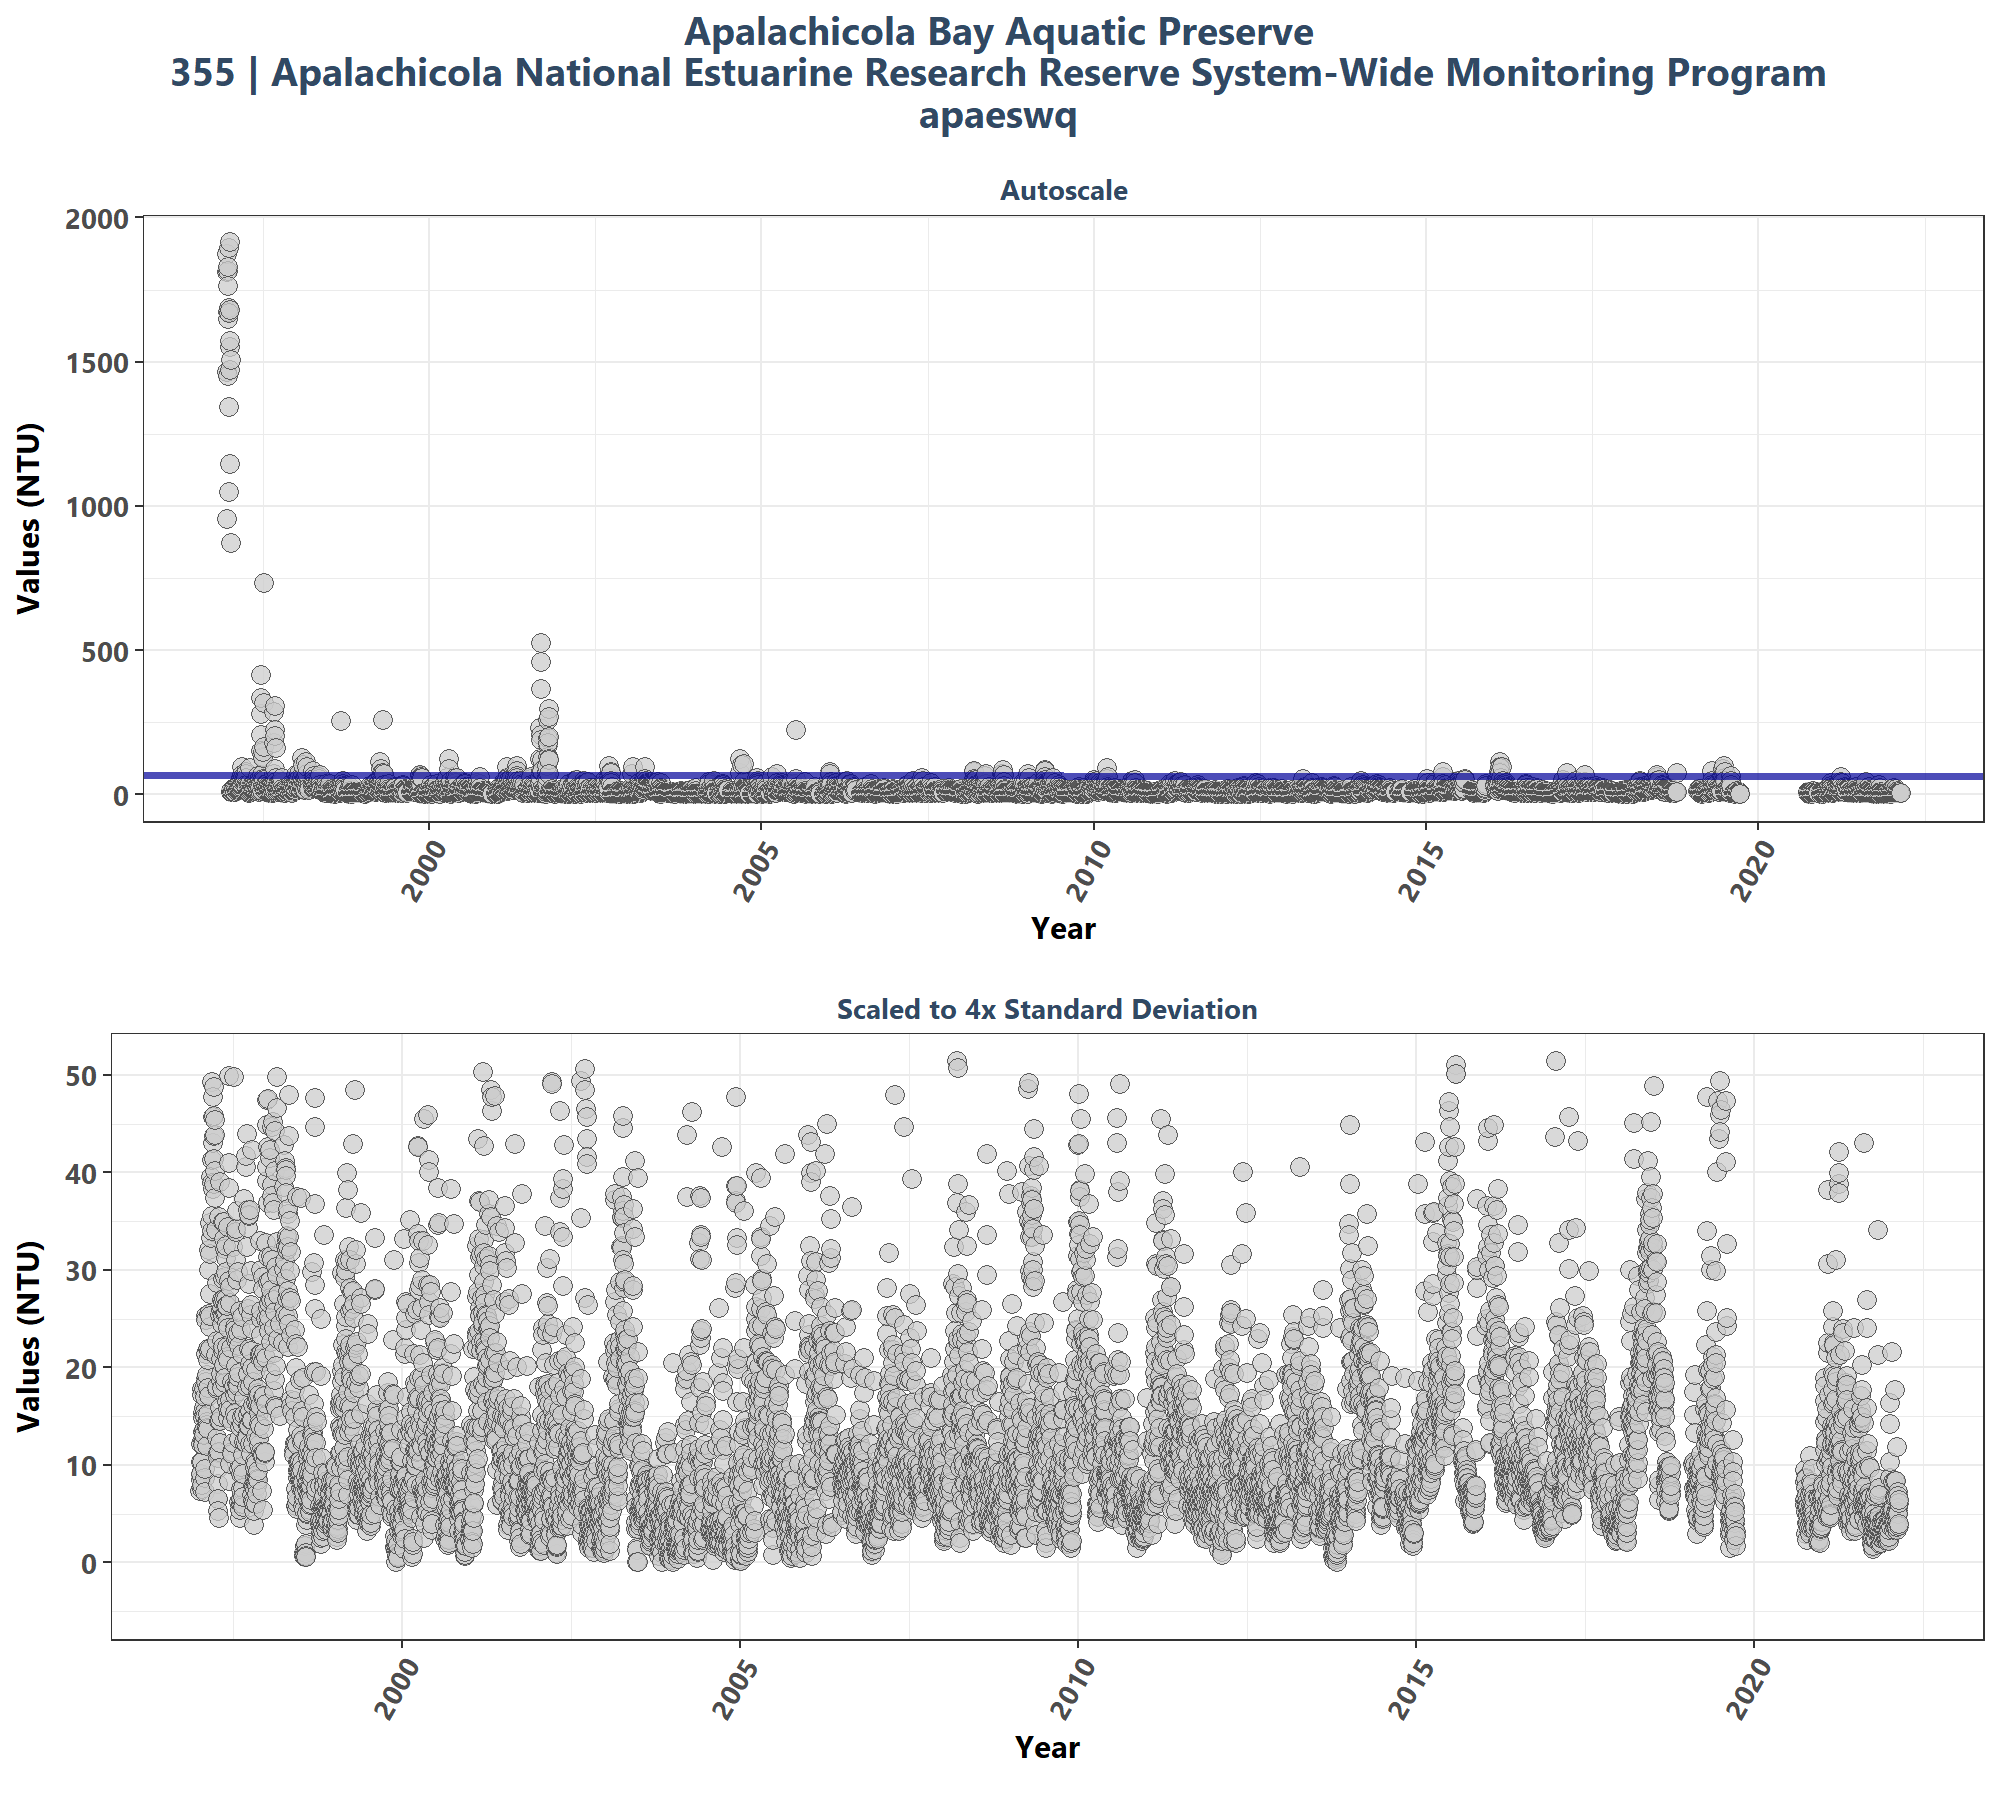 Apalachicola Bay Aquatic Preserve
355 | Apalachicola National Estuarine Research Reserve System-Wide Monitoring Program
apaeswq
Autoscale
Values (NTU)
2000
1500
1000
500
0
2000
2005
2010
2015
2020
Year
Scaled to 4x Standard Deviation
Values (NTU)
50
40
30
20
10
0
2000
2005
2010
2015
2020
Year